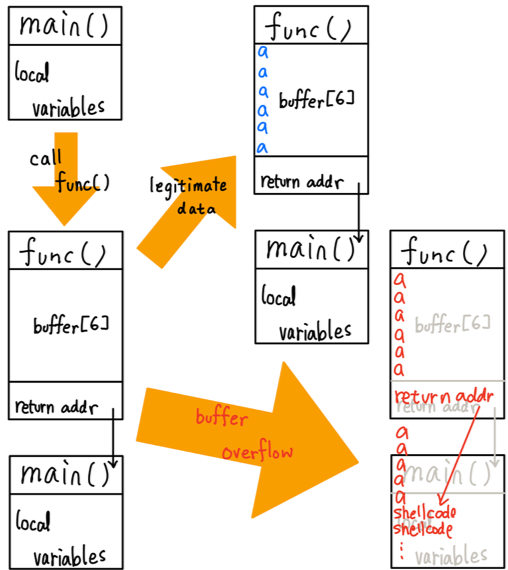 main()
local
variables
call
func()
func()
buffer[6]
return addr
main()
local
variables
legitimate
data
func()
a
a
a
a
a
a
buffer[6]
return addr
main()
local
variables
buffer
overflow
func()
a
a
a
a
a
a
buffer[6]
return addr
return addr
a
a
a
a
a
main()
shellcode
shellcode
local
⋮
variables